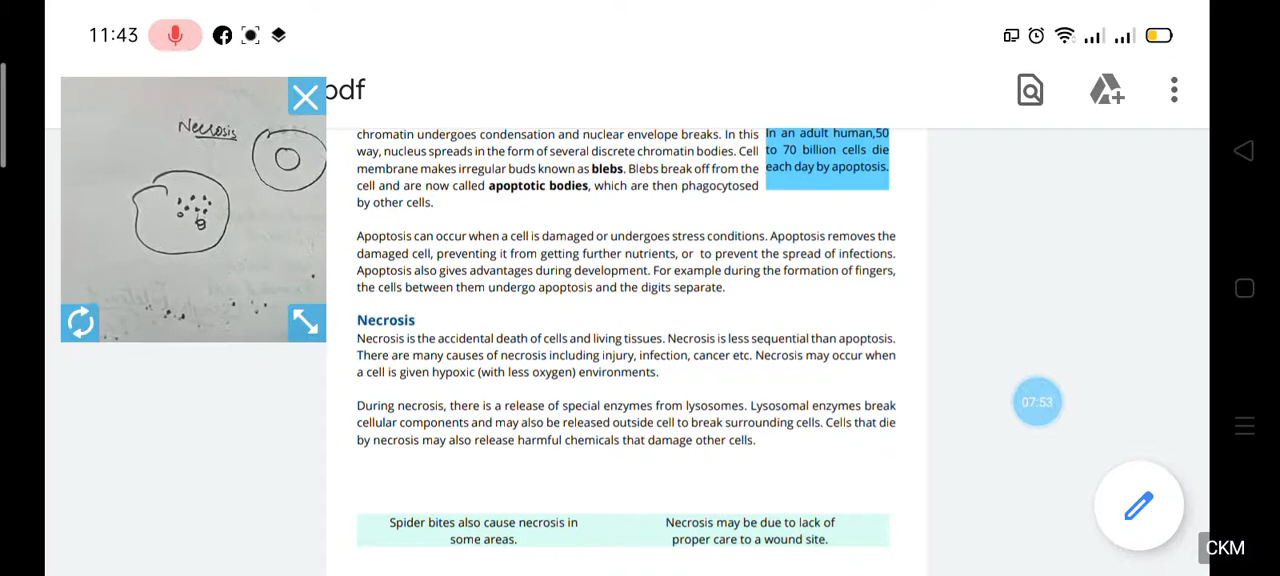 11:43
pdf
Necrosis
chromatin undergoes condensation and nuclear envelope breaks. In this
way, nucleus spreads in the form of several discrete chromatin bodies. Cell
membrane makes irregular buds known as blebs. Blebs break off from the
cell and are now called apoptotic bodies, which are then phagocytosed
by other cells.
In an adult human,50
to 70 billion cells die
each day by apoptosis.
Apoptosis can occur when a cell is damaged or undergoes stress conditions. Apoptosis removes the
damaged cell, preventing it from getting further nutrients, or to prevent the spread of infections.
Apoptosis also gives advantages during development. For example during the formation of fingers,
the cells between them undergo apoptosis and the digits separate.
Necrosis
Necrosis is the accidental death of cells and living tissues. Necrosis is less sequential than apoptosis.
There are many causes of necrosis including injury, infection, cancer etc. Necrosis may occur when
a cell is given hypoxic (with less oxygen) environments.
During necrosis, there is a release of special enzymes from lysosomes. Lysosomal enzymes break
cellular components and may also be released outside cell to break surrounding cells. Cells that die
by necrosis may also release harmful chemicals that damage other cells.
07:53
Spider bites also cause necrosis in
some areas.
Necrosis may be due to lack of
proper care to a wound site.
CKM